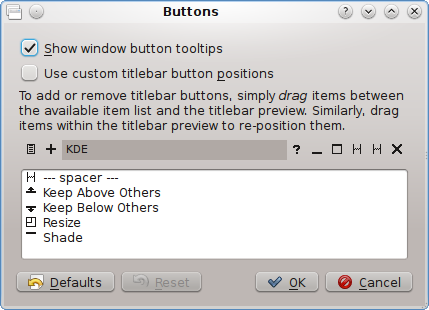 Buttons
Show window button tooltips
Use custom titlebar button positions
To add or remove titlebar buttons, simply drag items between
the available item list and the titlebar preview. Similarly, drag
items within the titlebar preview to re-position them.
KDE
--- spacer ---
Keep Above Others
Keep Below Others
Resize
Shade
Defaults Reset OK Cancel